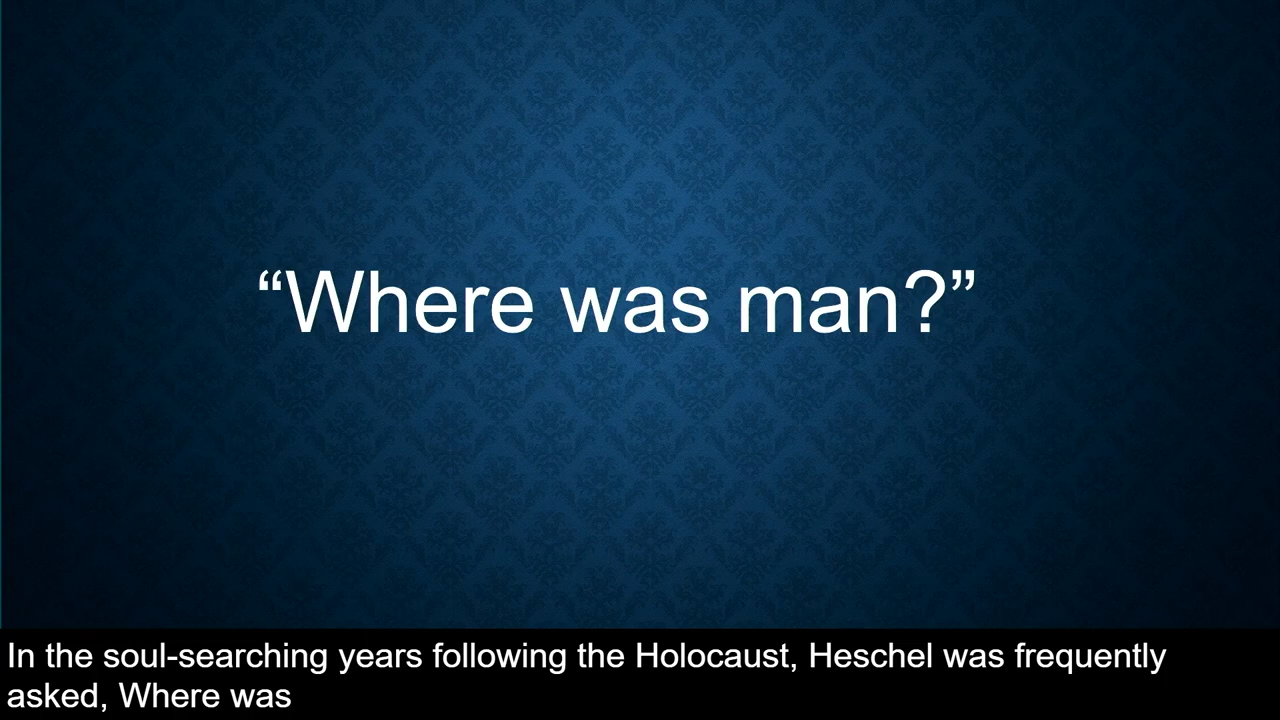 “Where was man?”
In the soul-searching years following the Holocaust, Heschel was frequently
asked, Where was